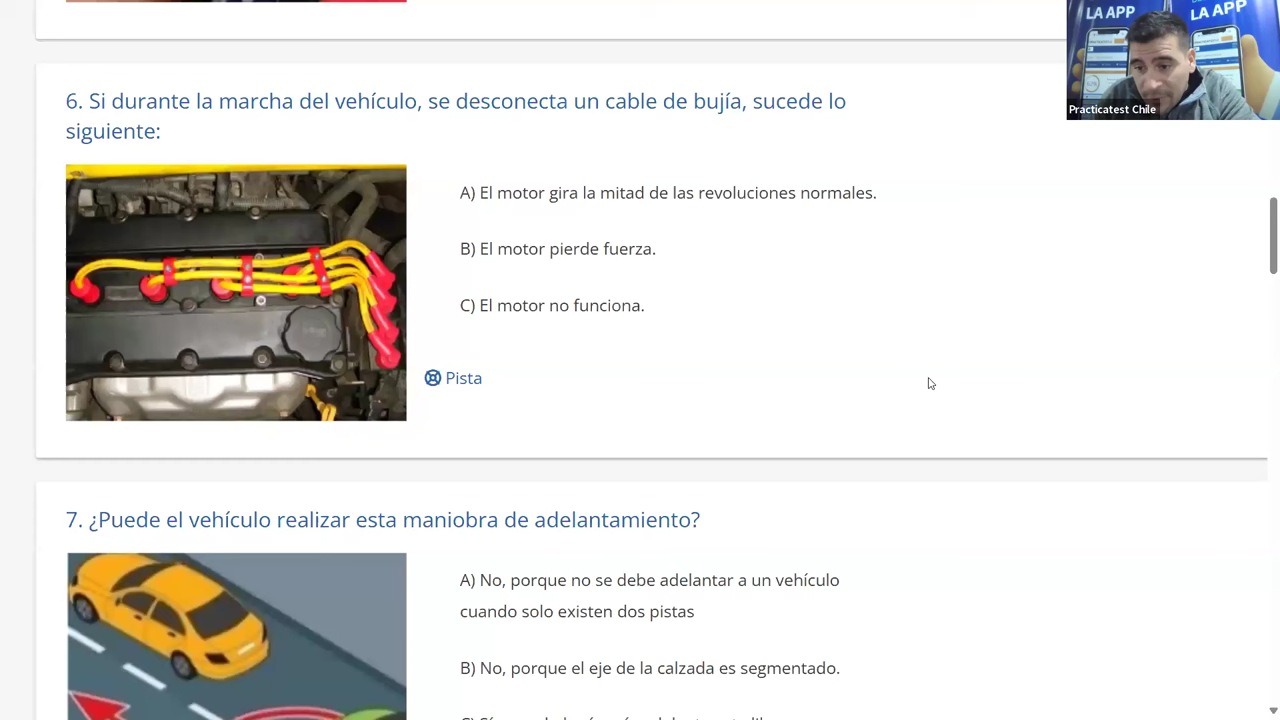 LA APP
LA APP
Practicatest Chile
6. Si durante la marcha del vehículo, se desconecta un cable de bujía, sucede lo
siguiente:
A) El motor gira la mitad de las revoluciones normales.
B) El motor pierde fuerza.
C) El motor no funciona.
Pista
7. ¿Puede el vehículo realizar esta maniobra de adelantamiento?
A) No, porque no se debe adelantar a un vehículo
cuando solo existen dos pistas
B) No, porque el eje de la calzada es segmentado.